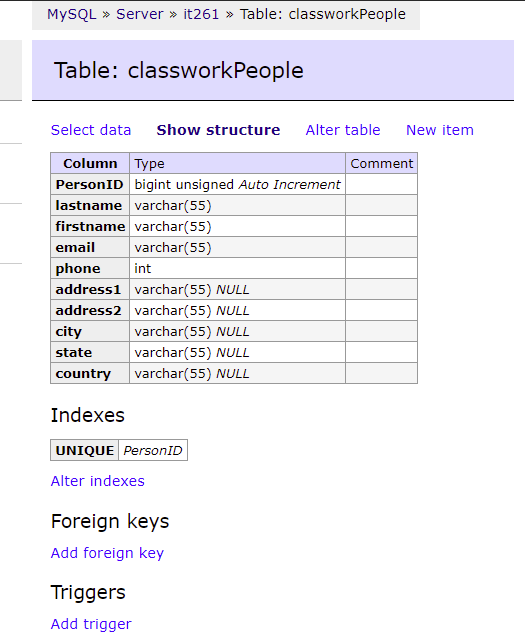 MySQL » Server » it261 » Table: classworkPeople
Table: classworkPeople
Select data Show structure Alter table New item
Column Type Comment
PersonID bigint unsigned Auto Increment
lastname varchar(55)
firstname varchar(55)
email varchar(55)
phone int
address1 varchar(55) NULL
address2 varchar(55) NULL
city varchar(55) NULL
state varchar(55) NULL
country varchar(55) NULL
Indexes
UNIQUE PersonID
Alter indexes
Foreign keys
Add foreign key
Triggers
Add trigger